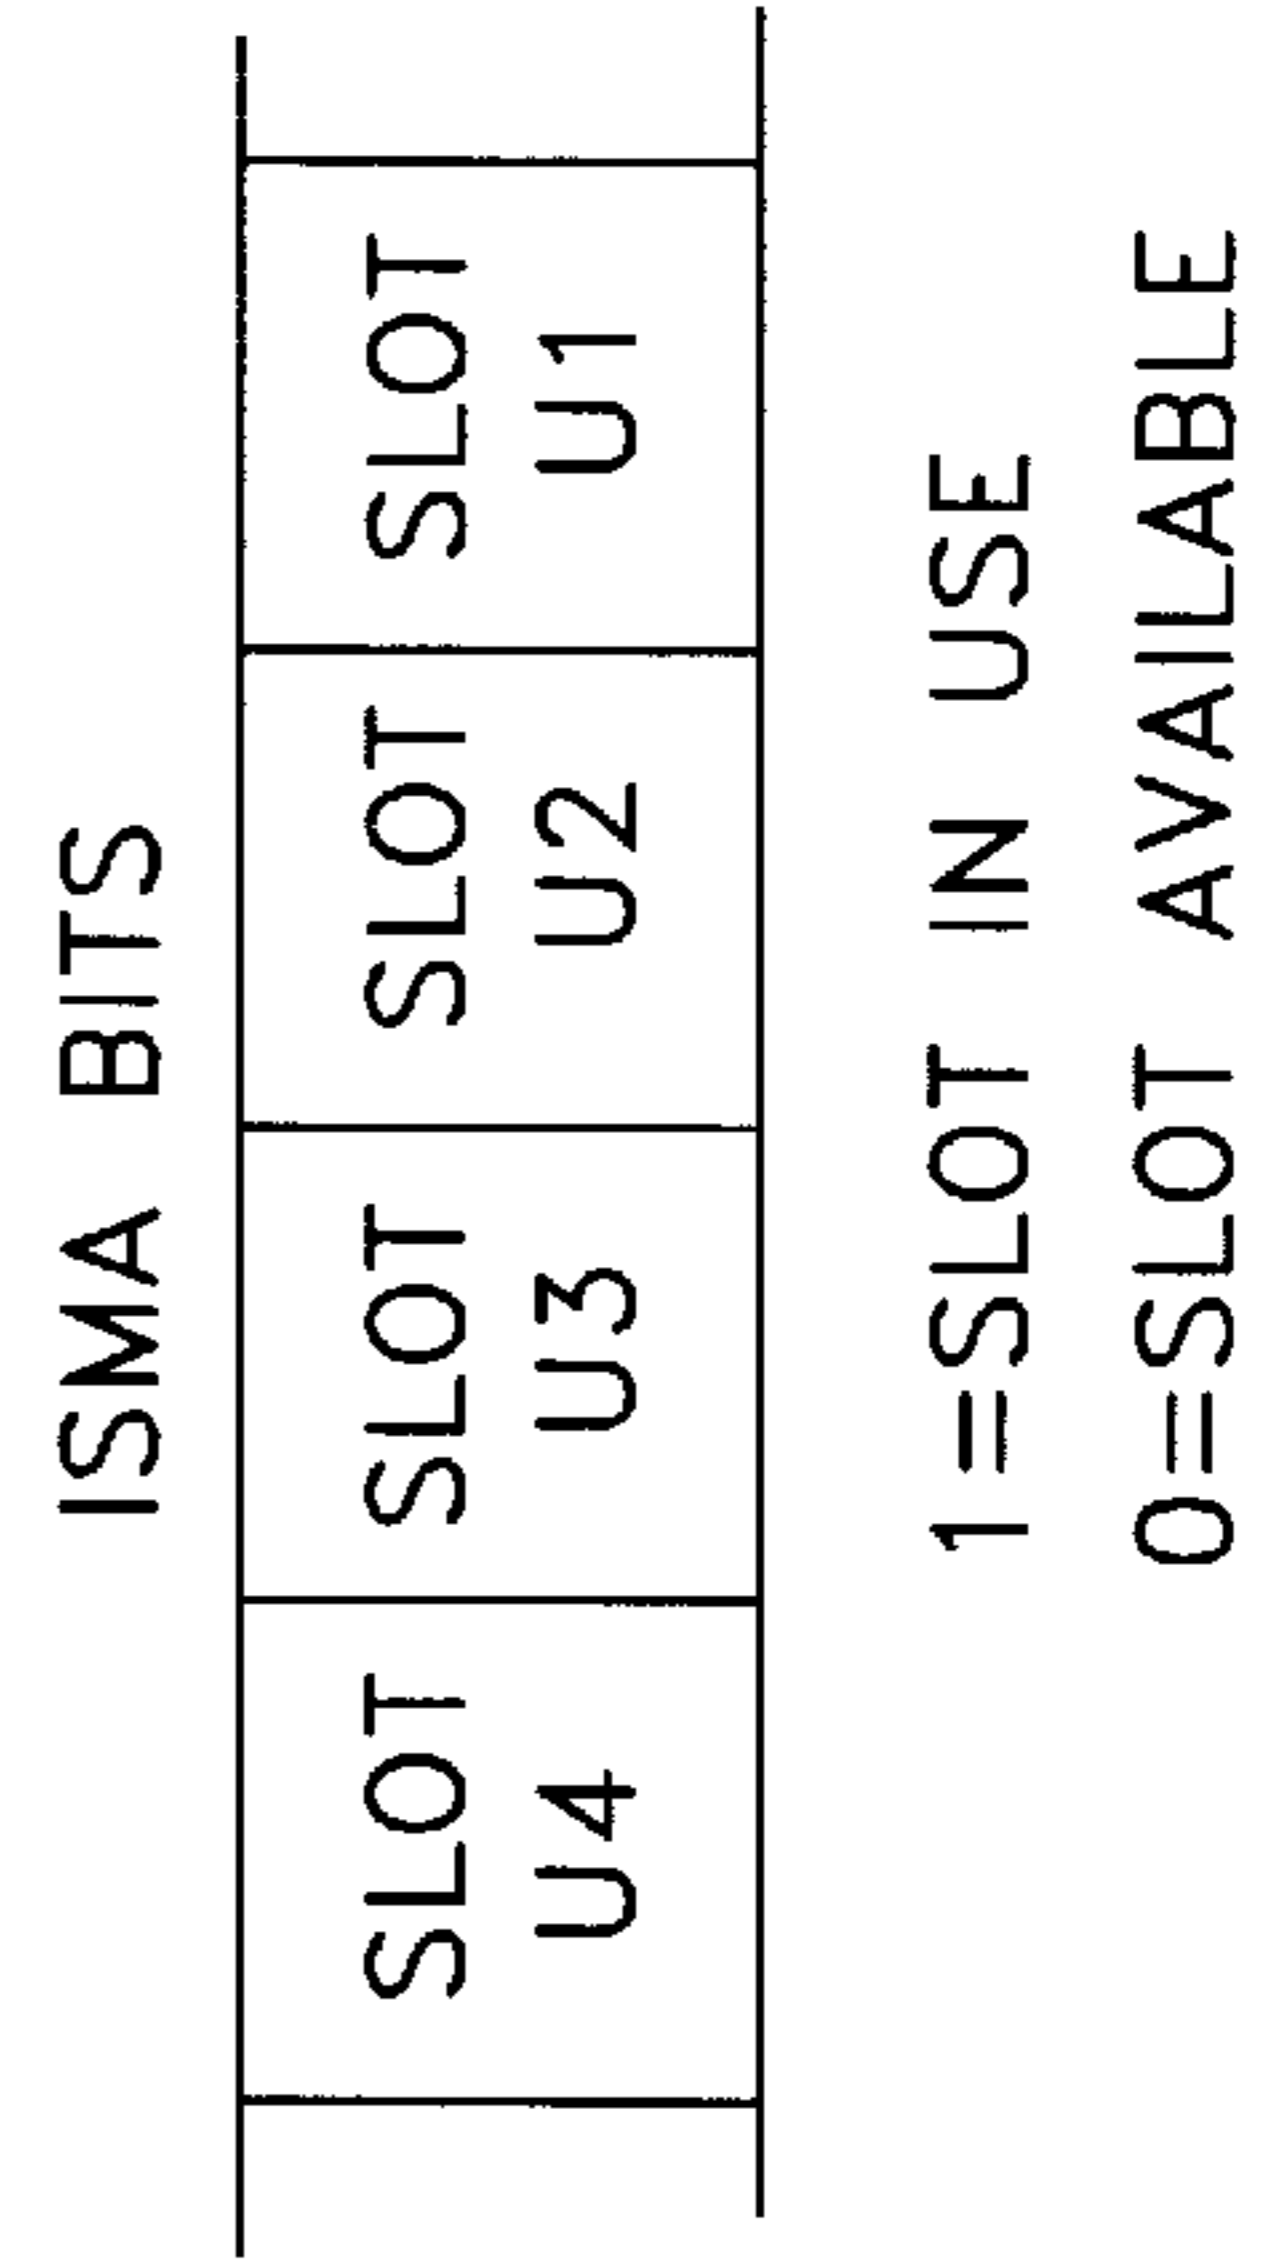 ISMA BITS
SLOT U4
SLOT U3
SLOT U2
SLOT U1
1=SLOT IN USE
0=SLOT AVAILABLE